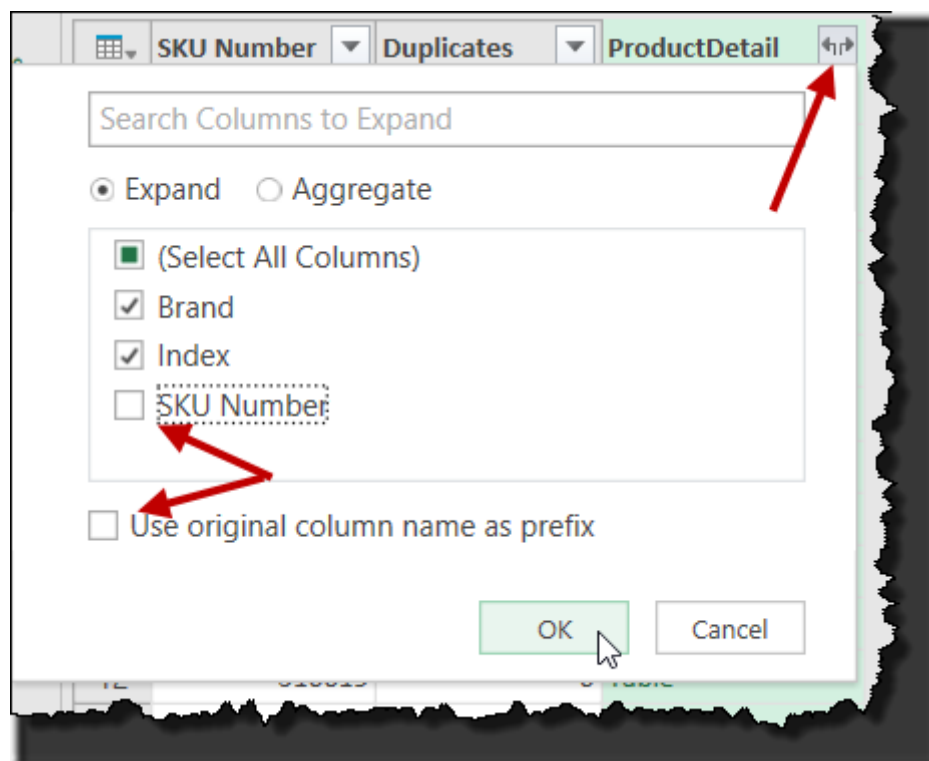 SKU Number Duplicates ProductDetail
Search Columns to Expand
Expand Aggregate
(Select All Columns)
Brand
Index
SKU Number
Use original column name as prefix
OK Cancel